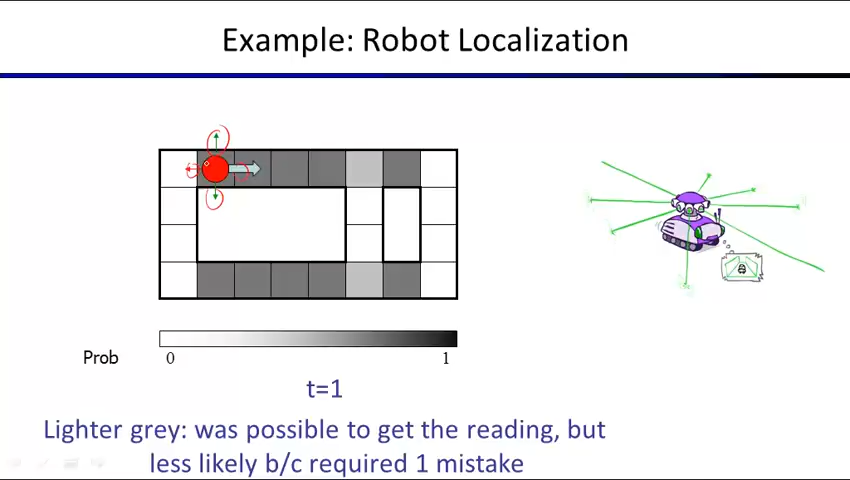 Example: Robot Localization
Prob
0
1
t=1
Lighter grey: was possible to get the reading, but
less likely b/c required 1 mistake